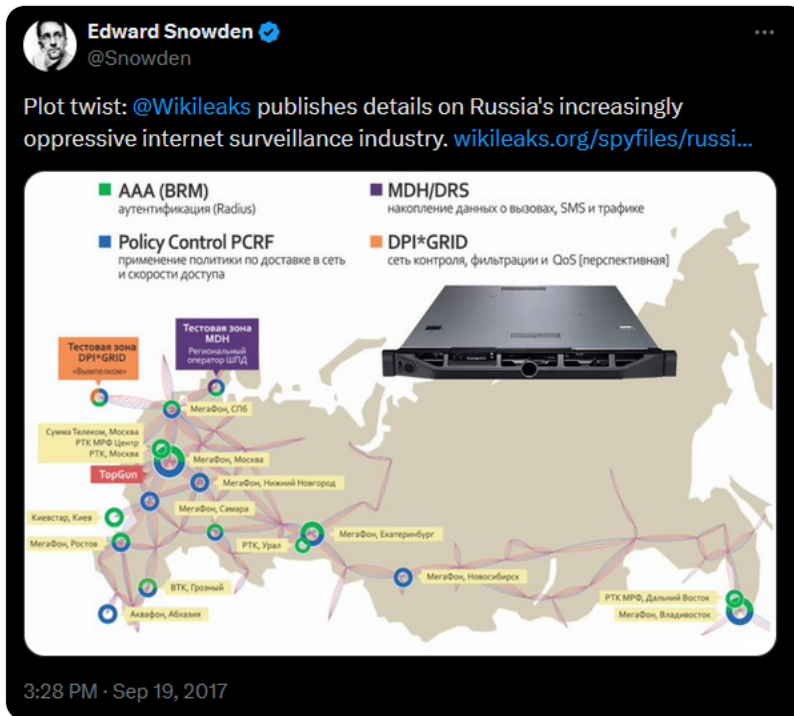 Edward Snowden
@Snowden
Plot twist: @Wikileaks publishes details on Russia's increasingly
oppressive internet surveillance industry. wikileaks.org/spyfiles/russi...
AAA (BRM)
аутентификация (Radius)
Policy Control PCRF
применение политики по доставке в сеть
и скорости доступа
MDH/DRS
накопление данных о вызовах, SMS и трафике
DPI*GRID
сеть контроля, фильтрации и QoS [перспективная]
Тестовая зона
MDH
Региональный
оператор ШПД
Тестовая зона
DPI*GRID
«Вымпелком»
МегаФон, СПб
Сумма Телеком, Москва
РТК МРФ Центр
РТК, Москва
МегаФон, Москва
TopGun
МегаФон, Нижний Новгород
МегаФон, Самара
Киевстар, Киев
МегаФон, Ростов
РТК, Урал
МегаФон, Екатеринбург
МегаФон, Новосибирск
ВТК, Грозный
Аквафон, Абхазия
РТК МРФ, Дальний Восток
МегаФон, Владивосток
3:28 PM · Sep 19, 2017